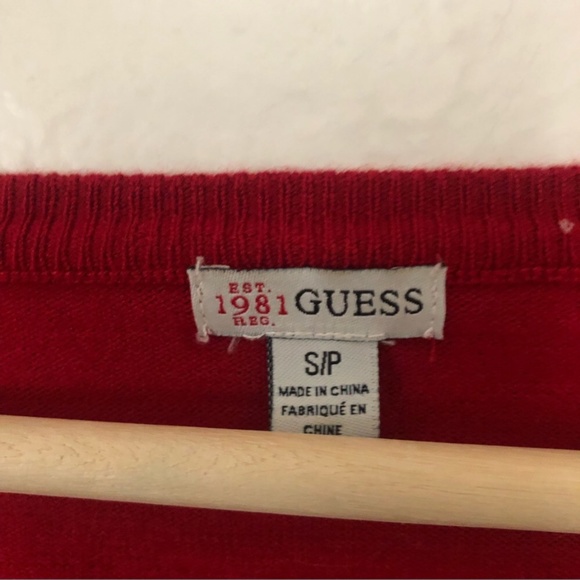 EST.
1981 GUESS
REG.
S/P
MADE IN CHINA
FABRIQUÉ EN
CHINE